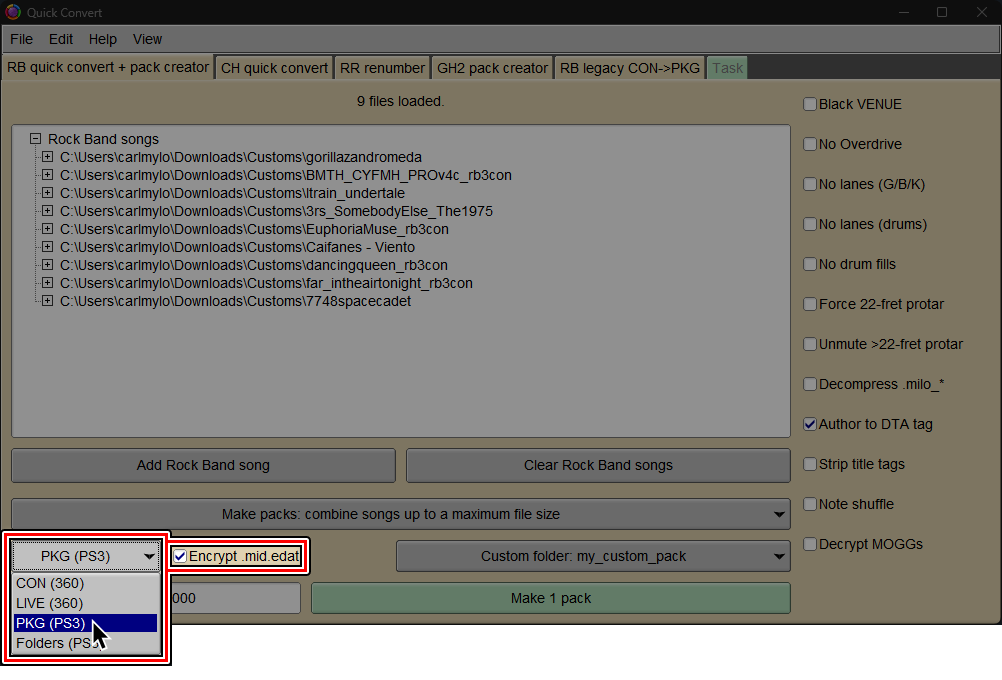 Quick Convert
File Edit Help View
RB quick convert + pack creator CH quick convert RR renumber GH2 pack creator RB legacy CON->PKG Task
9 files loaded.
Rock Band songs
C:\Users\carlmylo\Downloads\Customs\gorillazandromeda
C:\Users\carlmylo\Downloads\Customs\BMTH_CYFMH_PROv4c_rb3con
C:\Users\carlmylo\Downloads\Customs\ltrain_undertale
C:\Users\carlmylo\Downloads\Customs\3rs_SomebodyElse_The1975
C:\Users\carlmylo\Downloads\Customs\EuphoriaMuse_rb3con
C:\Users\carlmylo\Downloads\Customs\Caifanes - Viento
C:\Users\carlmylo\Downloads\Customs\dancingqueen_rb3con
C:\Users\carlmylo\Downloads\Customs\far_intheairtonight_rb3con
C:\Users\carlmylo\Downloads\Customs\7748spacecadet
Add Rock Band song Clear Rock Band songs
Make packs: combine songs up to a maximum file size
PKG (PS3) Encrypt .mid.edat Custom folder: my_custom_pack
CON (360)
LIVE (360)
PKG (PS3)
Folders (PS3
000 Make 1 pack
Black VENUE
No Overdrive
No lanes (G/B/K)
No lanes (drums)
No drum fills
Force 22-fret protar
Unmute >22-fret protar
Decompress .milo_*
Author to DTA tag
Strip title tags
Note shuffle
Decrypt MOGGs